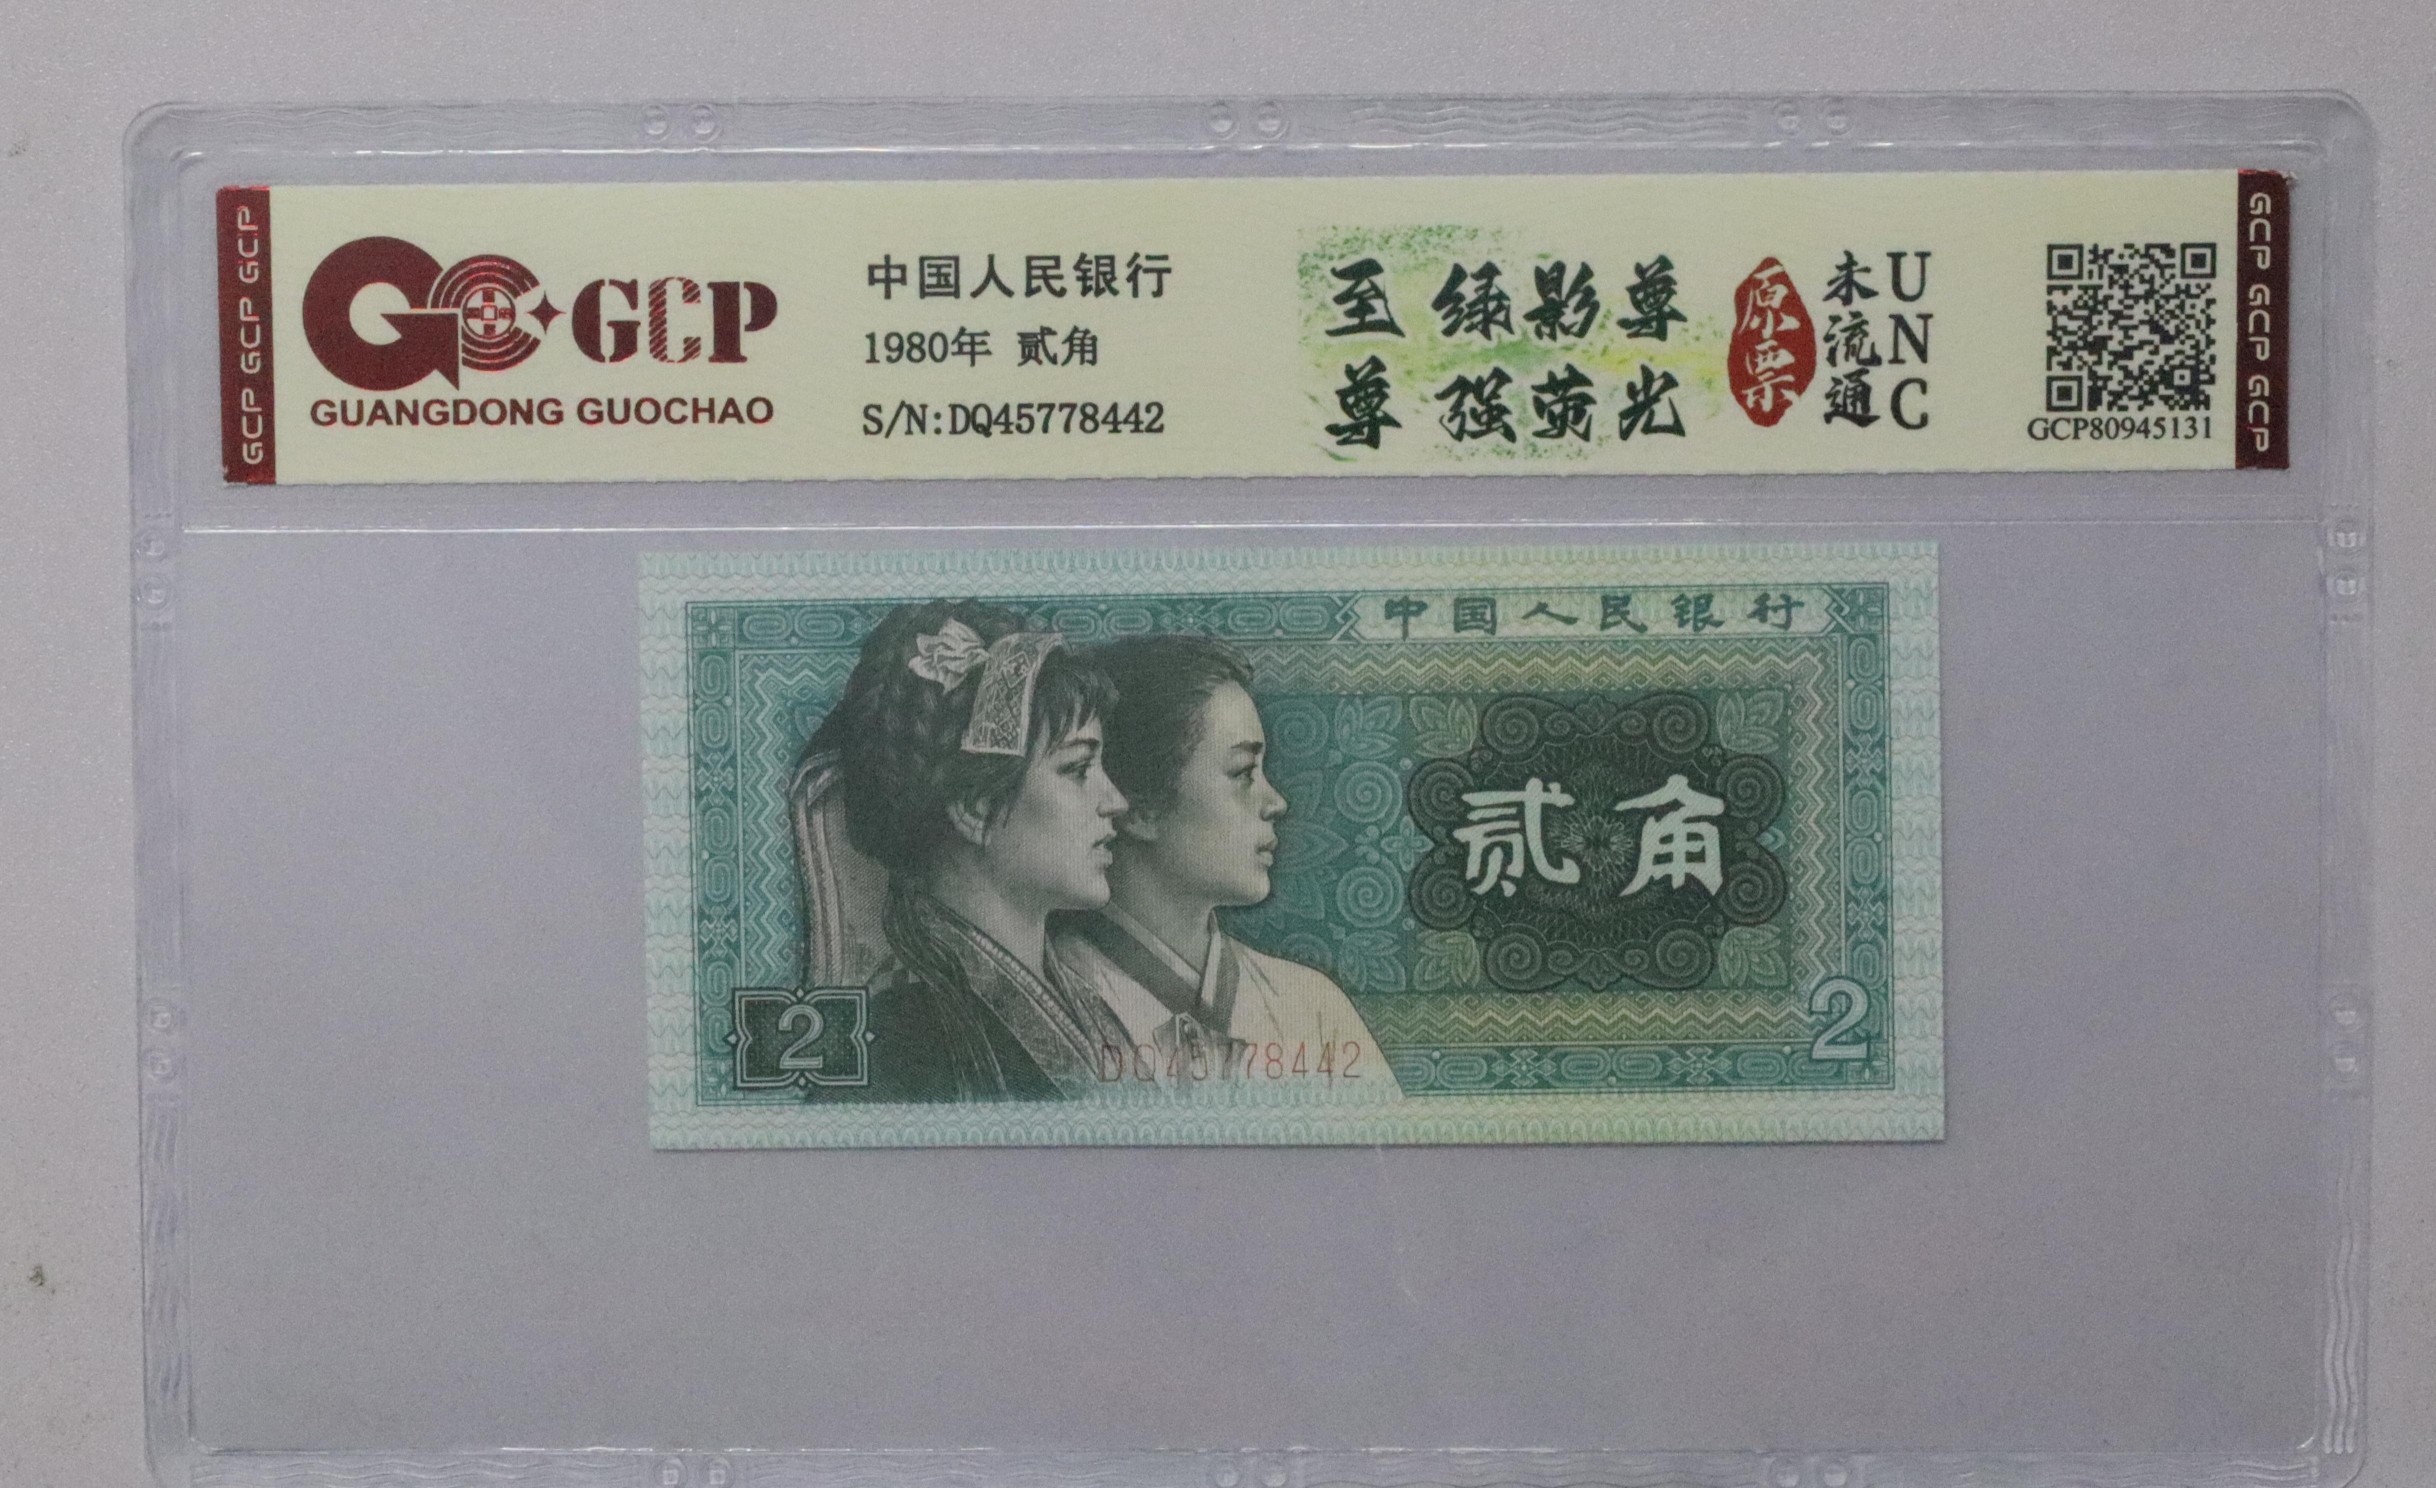 GCP GCP GCP
GCP
GUANGDONG GUOCHAO
中国人民银行
1980年 贰角
S/N:DQ45778442
至尊
绿影尊
强荧光
原票
未流通
UNC
GCP80945131
GCP GCP GCP
中国人民银行
贰角
2
2
DQ45778442